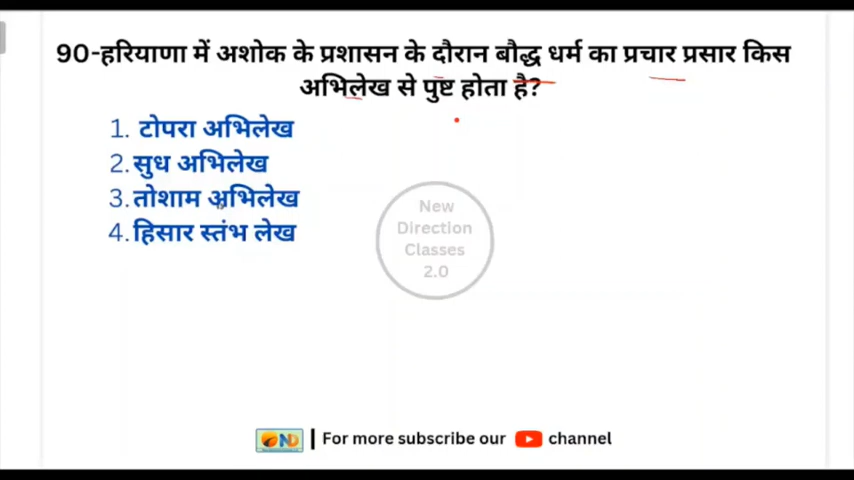 90-हरियाणा में अशोक के प्रशासन के दौरान बौद्ध धर्म का प्रचार प्रसार किस
अभिलेख से पुष्ट होता है?
1. टोपरा अभिलेख
2. सुध अभिलेख
3. तोशाम अभिलेख
4. हिसार स्तंभ लेख
New
Direction
Classes
2.0
ND
For more subscribe our channel